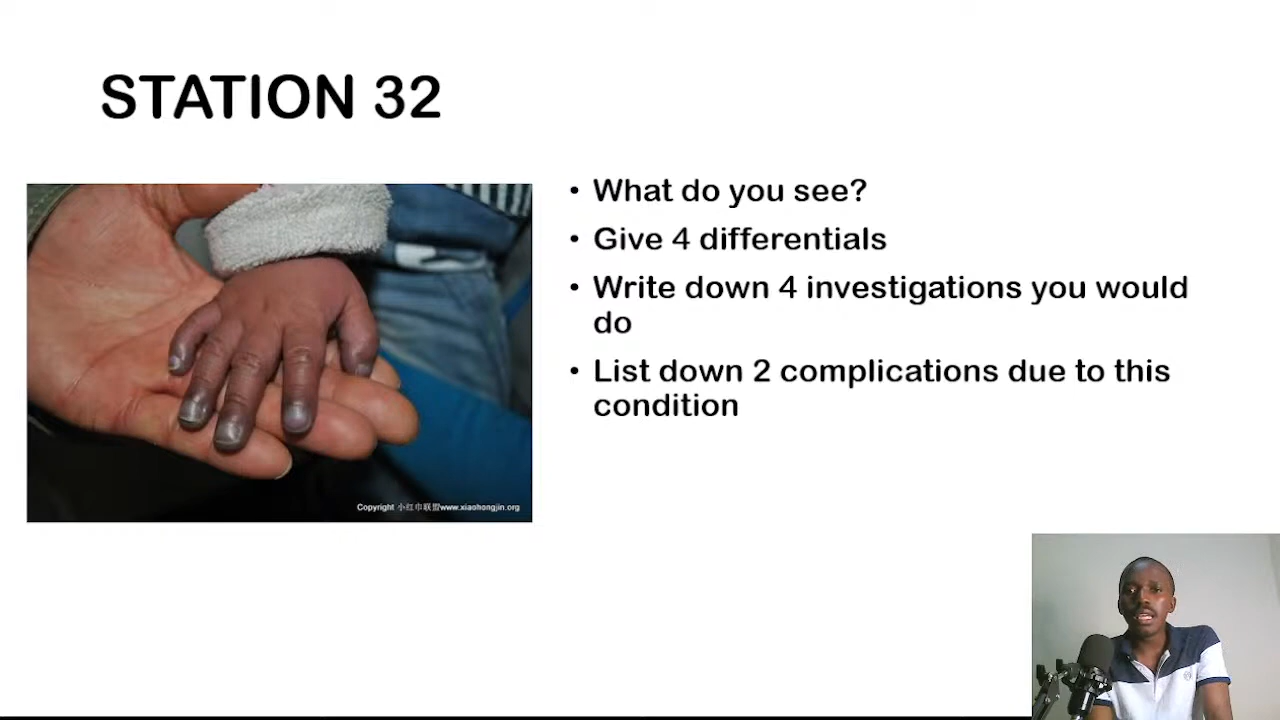 STATION 32
• What do you see?
• Give 4 differentials
• Write down 4 investigations you would
do
• List down 2 complications due to this
condition
Copyright 小红巾联盟www.xiaohongjin.org